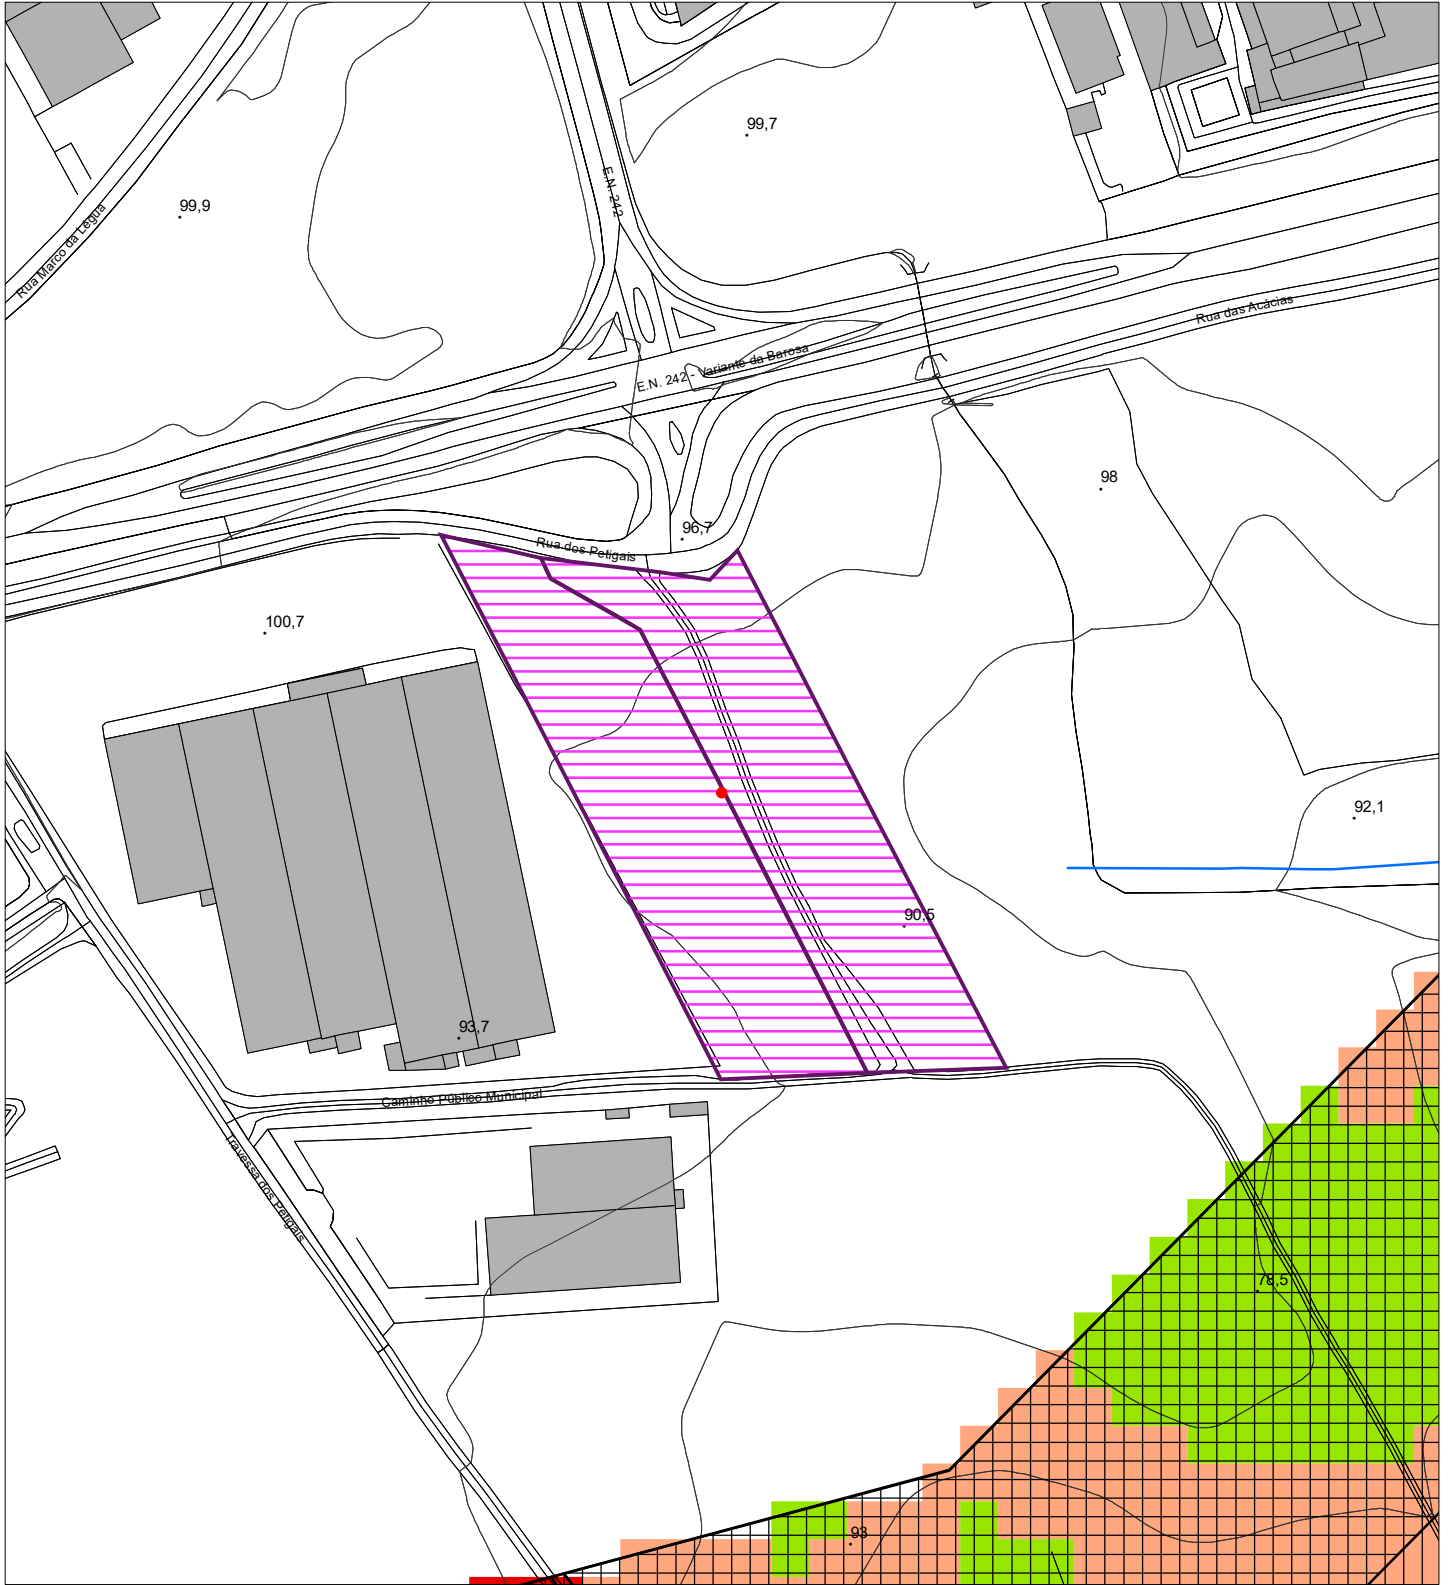 99,7
E.N. 242
99,9
Rua Marco da Légua
Rua das Acácias
E.N. 242 - Variante da Barosa
98
96,7
Rua dos Petigais
100,7
92,1
90,5
93,7
Caminho Público Municipal
Travessa dos Petigais
78,5
93